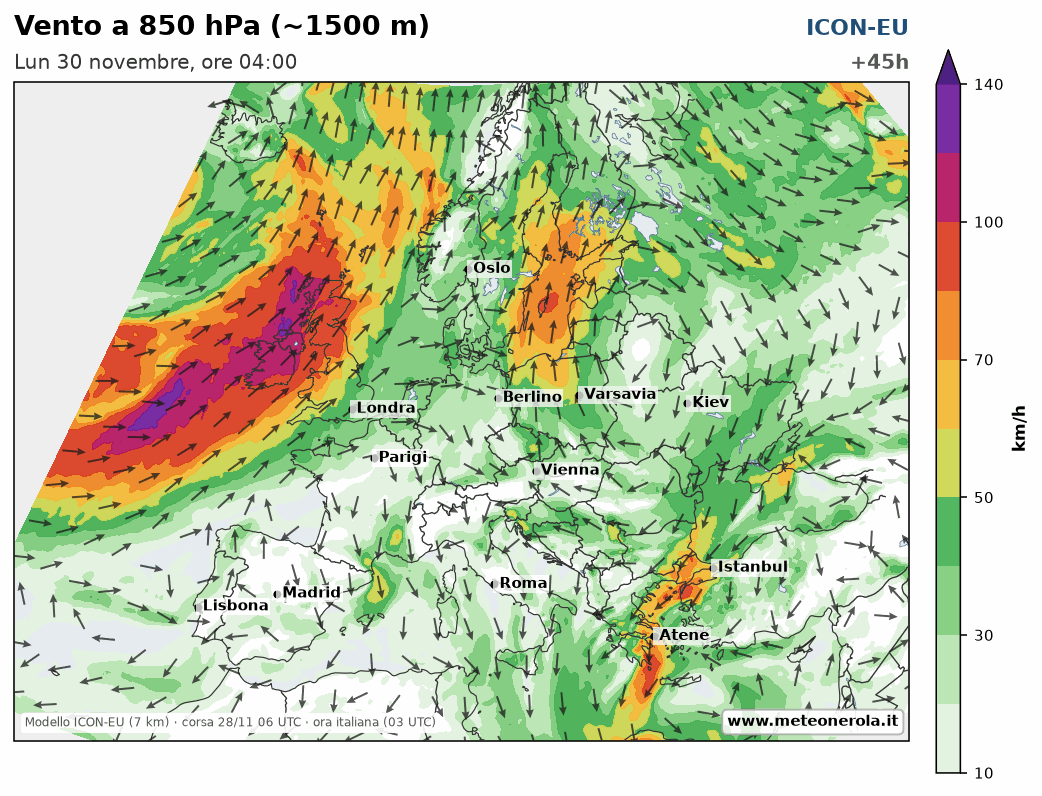 Vento a 850 hPa (~1500 m)
ICON-EU
Lun 30 novembre, ore 04:00
+45h
140
100
70
50
30
10
km/h
Oslo
Berlino
Varsavia
Kiev
Londra
Parigi
Vienna
Istanbul
Roma
Madrid
Lisbona
Atene
Modello ICON-EU (7 km) · corsa 28/11 06 UTC · ora italiana (03 UTC)
www.meteonerola.it